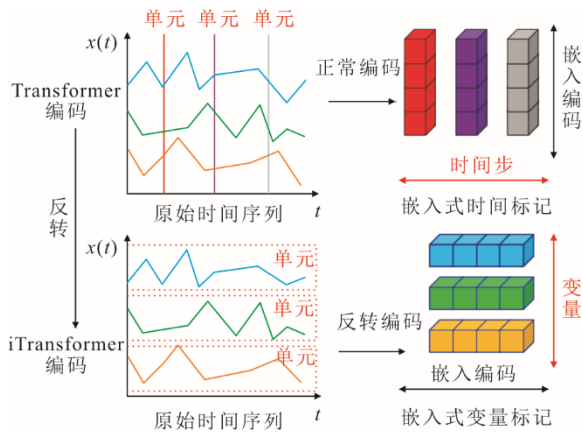 单元 单元 单元
x(t)
Transformer
编码
正常编码
嵌入编码
时间步
原始时间序列 t
嵌入式时间标记
反转
x(t)
单元
单元
单元
iTransformer
编码
反转编码
变量
嵌入编码
原始时间序列 t
嵌入式变量标记